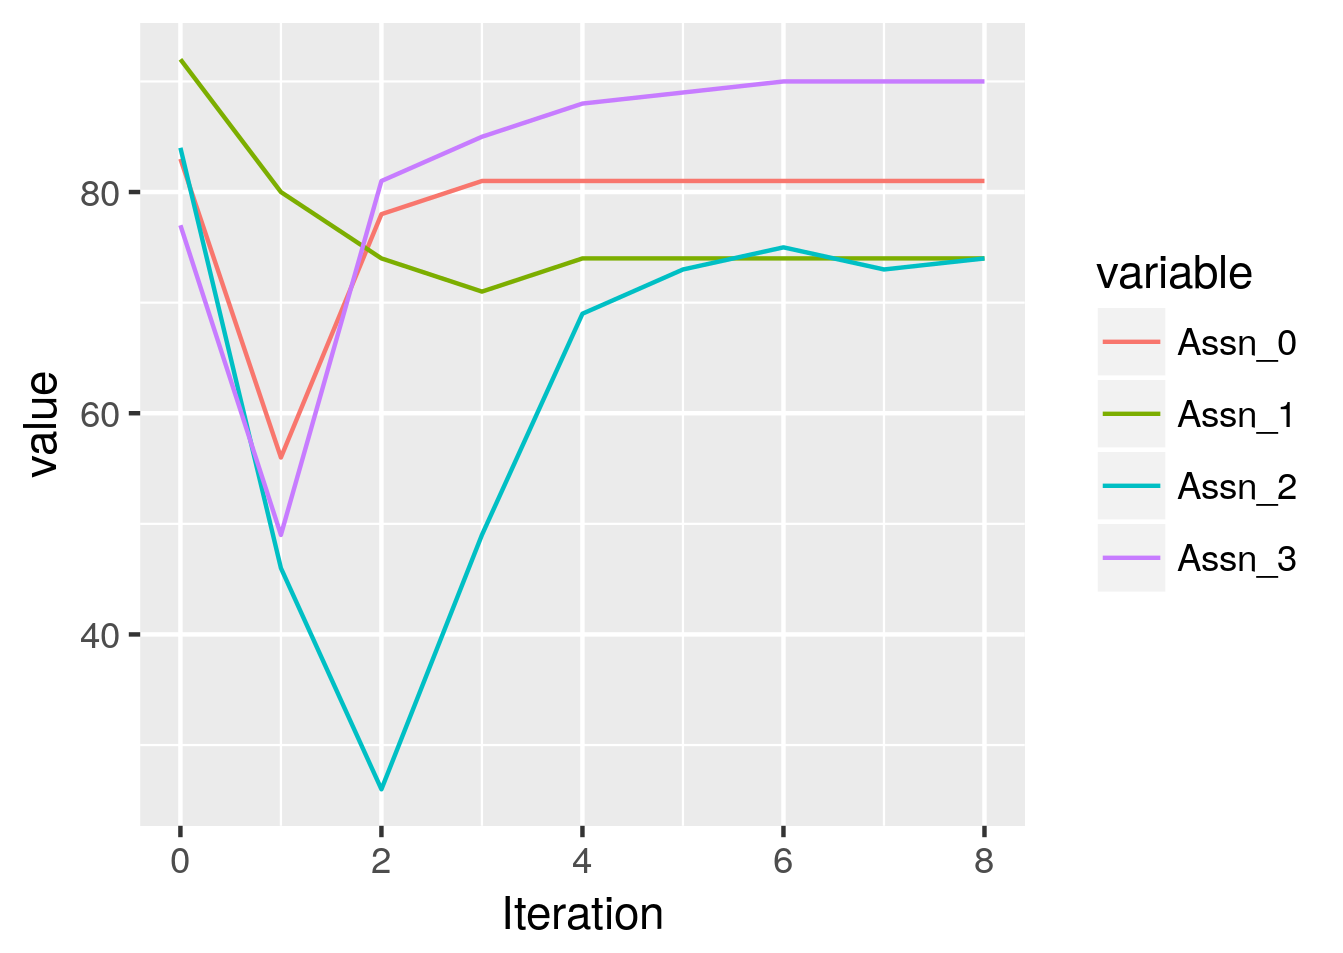 80
60
40
value
0 2 4 6 8
Iteration
variable
Assn_0
Assn_1
Assn_2
Assn_3